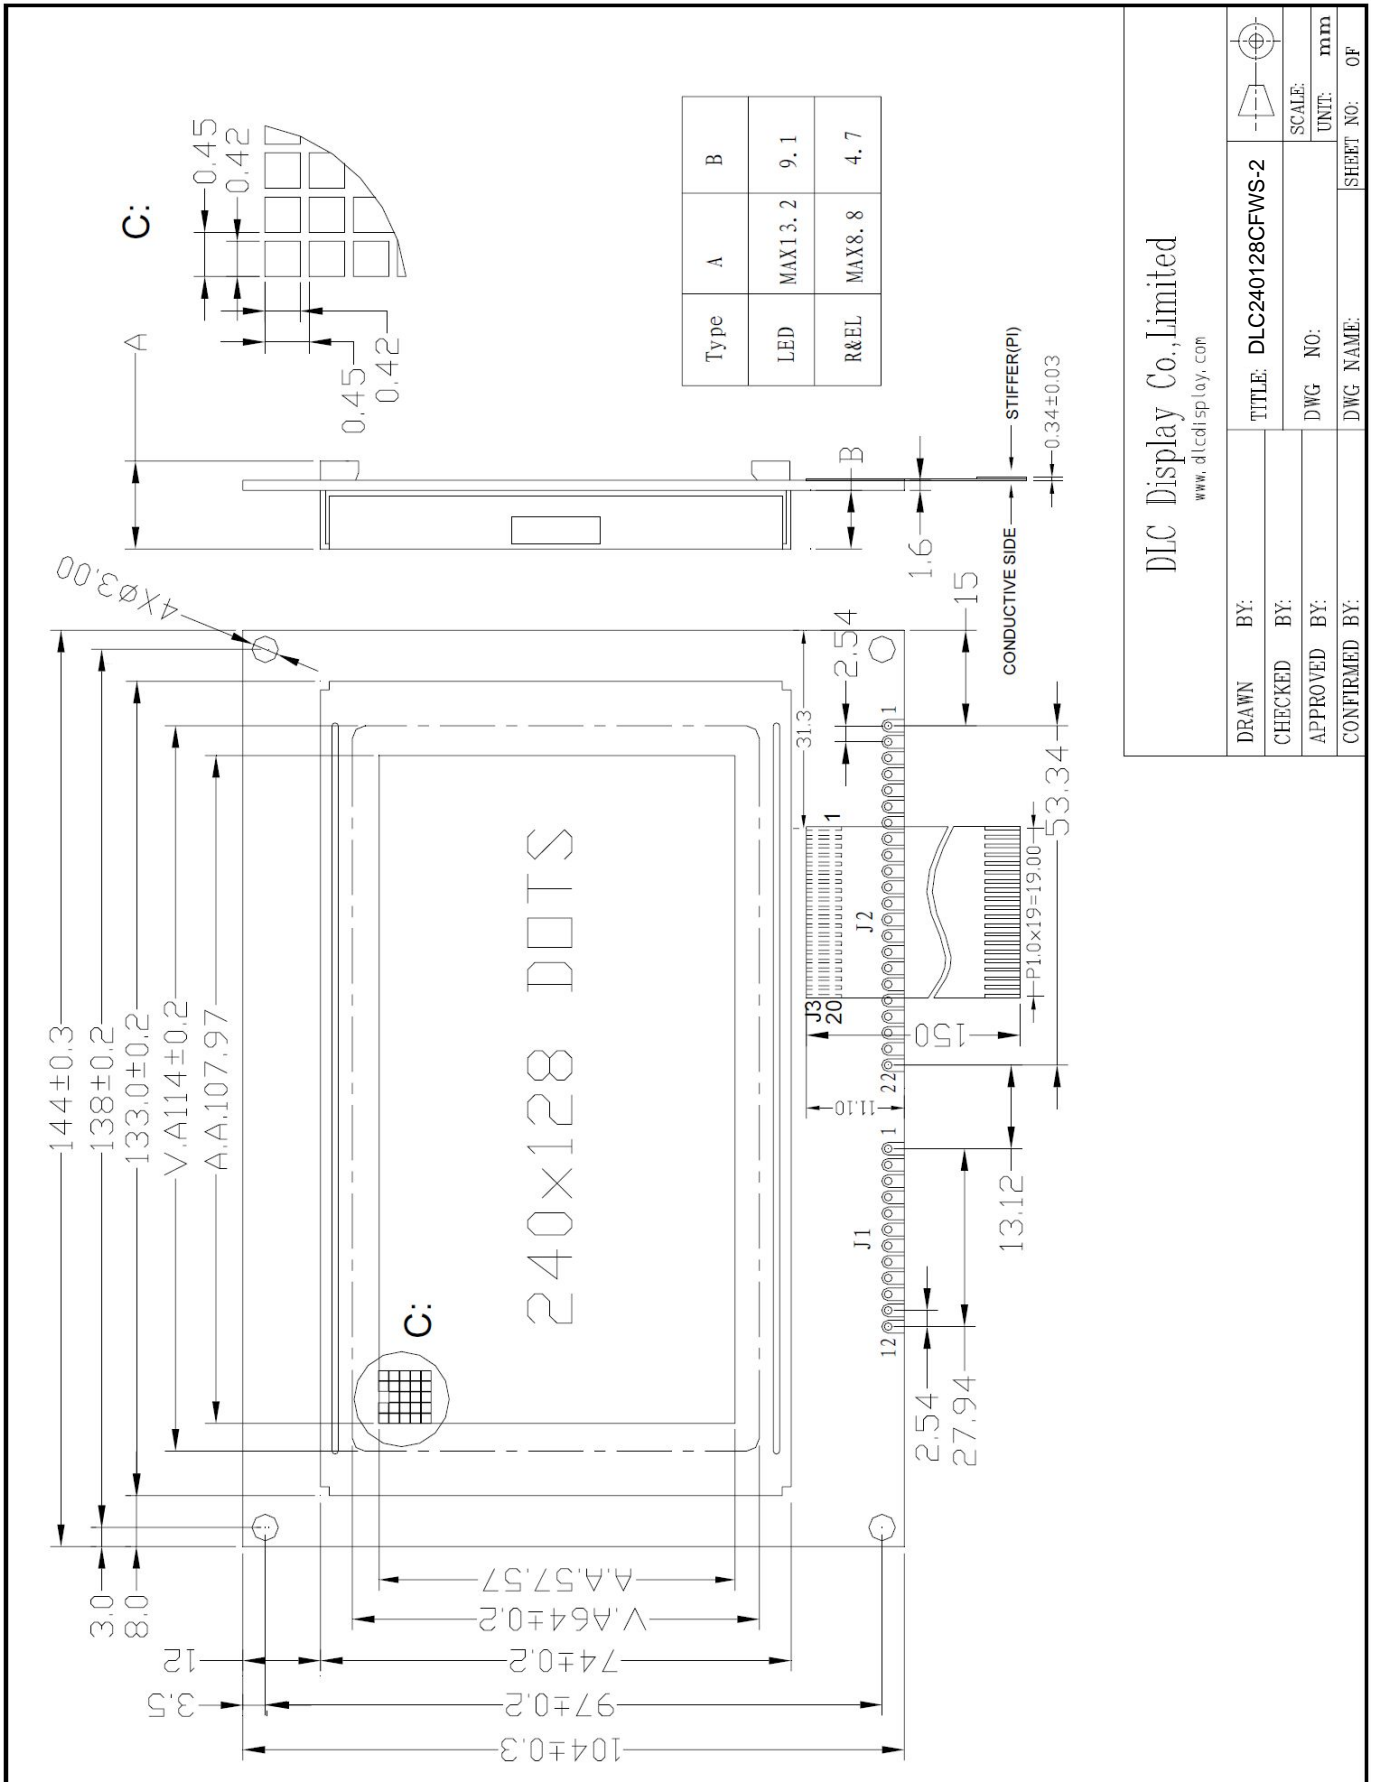 144±0.3
138±0.2
133.0±0.2
V.A114±0.2
A.A.107.97
3.0
8.0
4XØ3.00
C:
240×128 DOTS
104±0.3
97±0.2
3.5
74±0.2
12
V.A64±0.2
A.A.57.57
J1
12
1
J2
22
1
J3
20
1
31.3
2.54
15
11.10
150
P1.0×19=19.00
53.34
13.12
2.54
27.94
A
B
1.6
CONDUCTIVE SIDE
STIFFER(PI)
0.34±0.03
C:
0.45
0.42
0.45
0.42
Type A B
LED MAX13.2 9.1
R&EL MAX8.8 4.7
DLC Display Co.,Limited
www.dlcdisplay.com
DRAWN BY:
TITLE: DLC240128CFWS-2
CHECKED BY:
SCALE:
APPROVED BY:
DWG NO:
UNIT: mm
CONFIRMED BY:
DWG NAME:
SHEET NO: OF